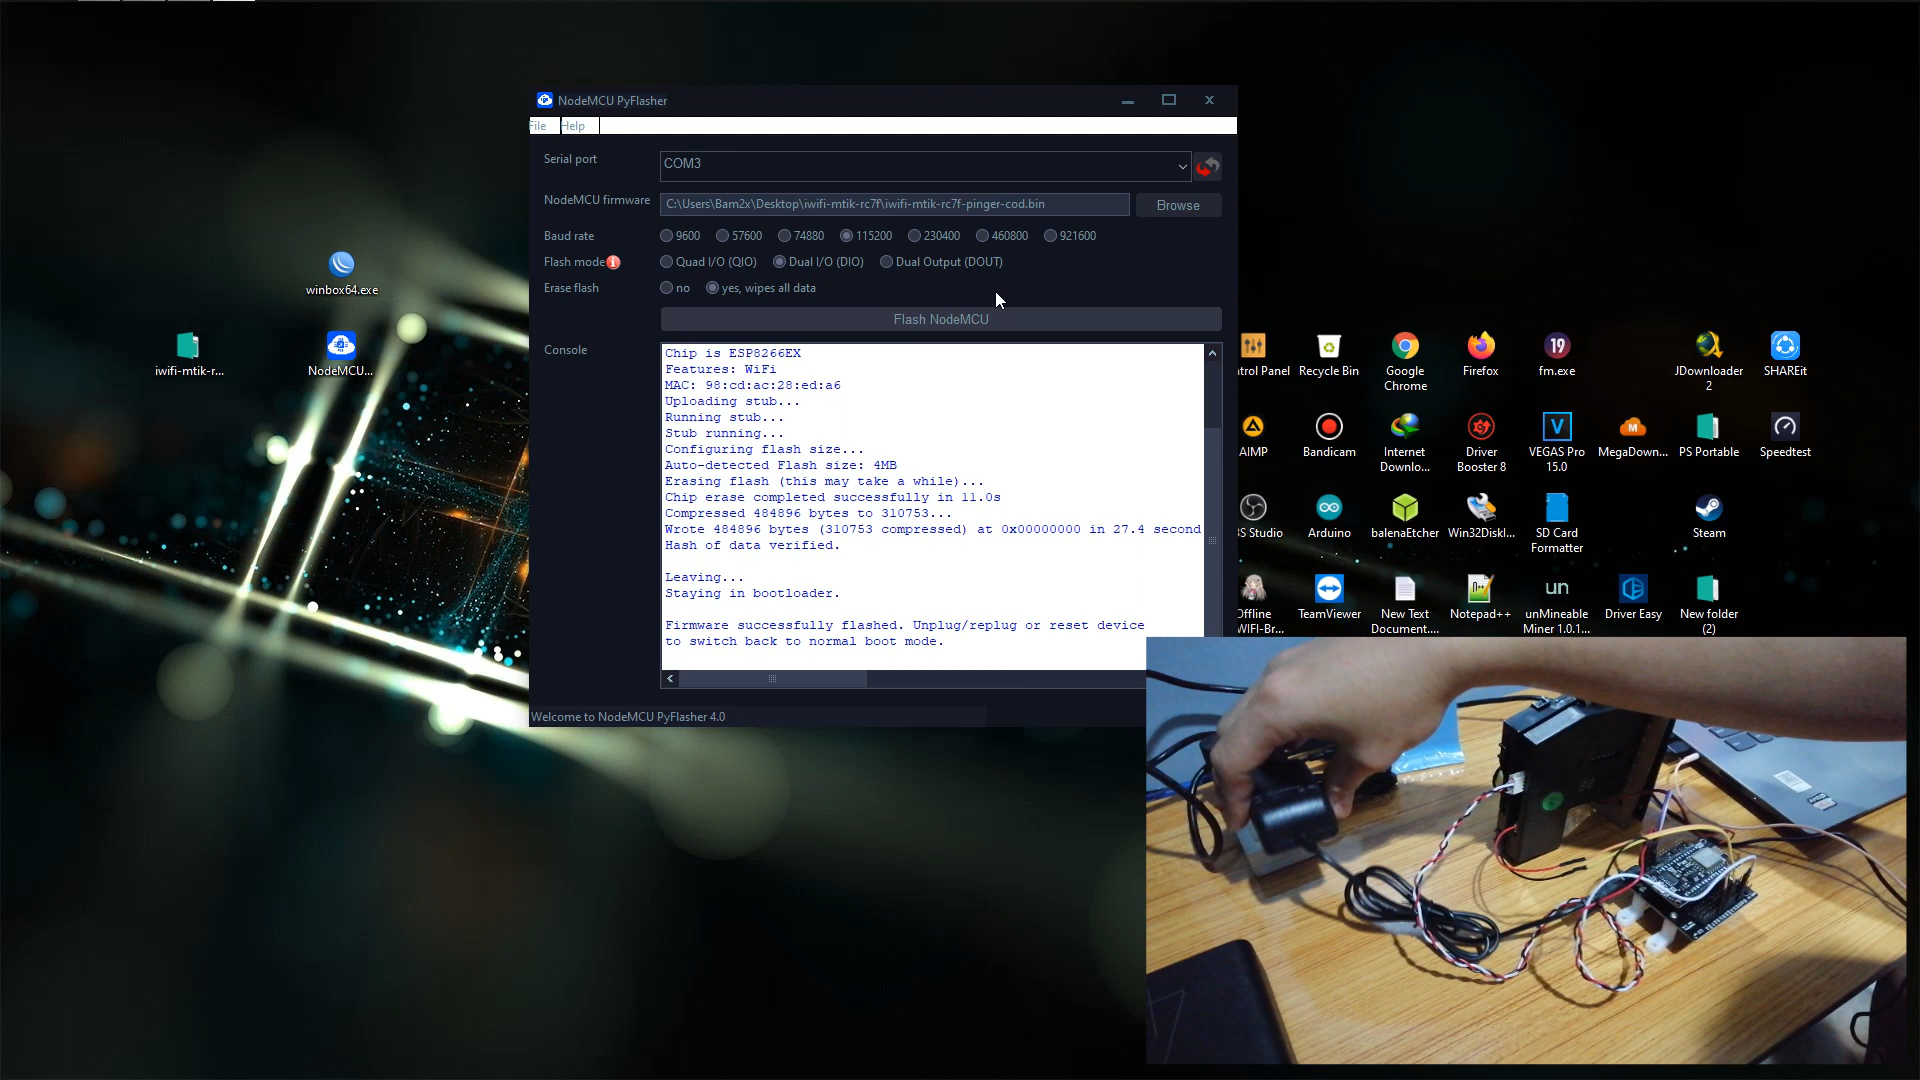 NodeMCU PyFlasher
File Help
Serial port
COM3
NodeMCU firmware
C:\Users\Bam2x\Desktop\iwifi-mtik-rc7f\iwifi-mtik-rc7f-pinger-cod.bin
Browse
Baud rate
9600 57600 74880 115200 230400 460800 921600
Flash mode
Quad I/O (QIO) Dual I/O (DIO) Dual Output (DOUT)
Erase flash
no yes, wipes all data
Flash NodeMCU
Console
Chip is ESP8266EX
Features: WiFi
MAC: 98:cd:ac:28:ed:a6
Uploading stub...
Running stub...
Stub running...
Configuring flash size...
Auto-detected Flash size: 4MB
Erasing flash (this may take a while)...
Chip erase completed successfully in 11.0s
Compressed 484896 bytes to 310753...
Wrote 484896 bytes (310753 compressed) at 0x00000000 in 27.4 second
Hash of data verified.
Leaving...
Staying in bootloader.
Firmware successfully flashed. Unplug/replug or reset device
to switch back to normal boot mode.
Welcome to NodeMCU PyFlasher 4.0
winbox64.exe
iwifi-mtik-r...
NodeMCU...
ntrol Panel
Recycle Bin
Google
Chrome
Firefox
19
fm.exe
JDownloader
2
SHAREit
AIMP
Bandicam
Internet
Downlo...
Driver
Booster 8
V
VEGAS Pro
15.0
M
MegaDown...
PS Portable
Speedtest
S Studio
Arduino
balenaEtcher
Win32DiskI...
SD Card
Formatter
Steam
Offline
WIFI-Br...
TeamViewer
New Text
Document....
Notepad++
un
unMineable
Miner 1.0.1...
Driver Easy
New folder
(2)